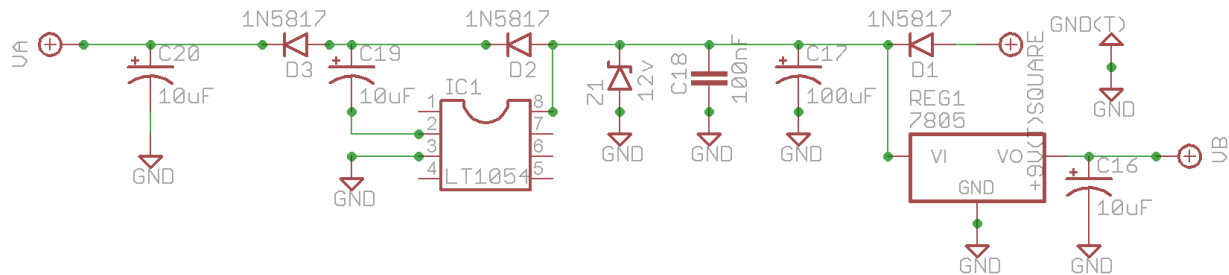 1N5817
1N5817
1N5817
GND(T)
VA
C20
D3
C19
D2
D1
+
10uF
+
10uF
IC1
1
2
3
4
8
7
6
5
LT1054
Z1
12v
C18
100nF
+
C17
100uF
GND
GND
GND
GND
GND
GND
REG1
7805
VI
VO
GND
+9V(T)SQUARE
VB
+
C16
10uF
GND
GND